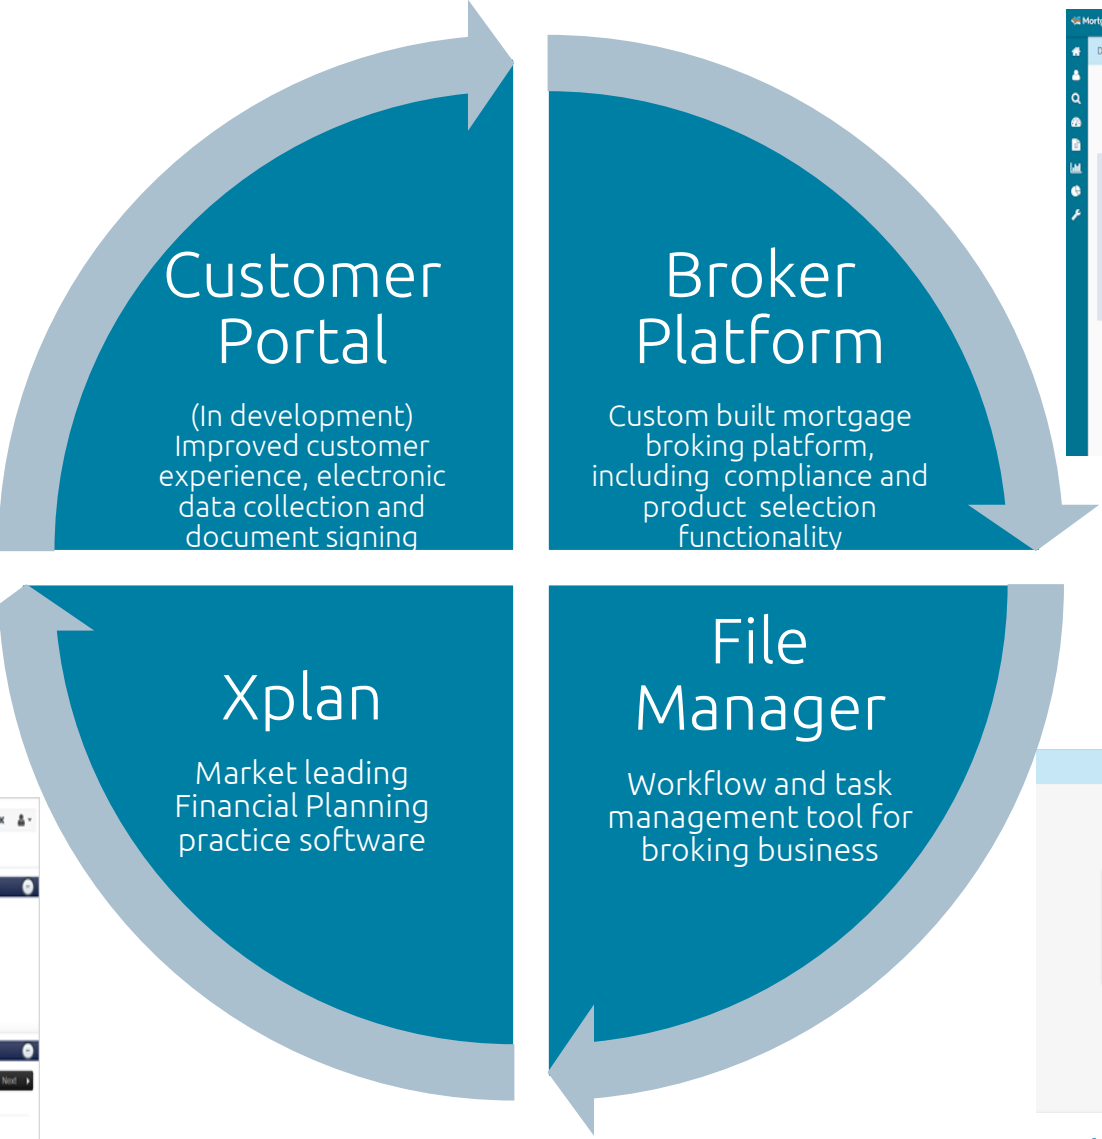 Customer
Portal
(In development)
Improved customer
experience, electronic
data collection and
document signing
Broker
Platform
Custom built mortgage
broking platform,
including compliance and
product selection
functionality
Xplan
Market leading
Financial Planning
practice software
File
Manager
Workflow and task
management tool for
broking business
Next